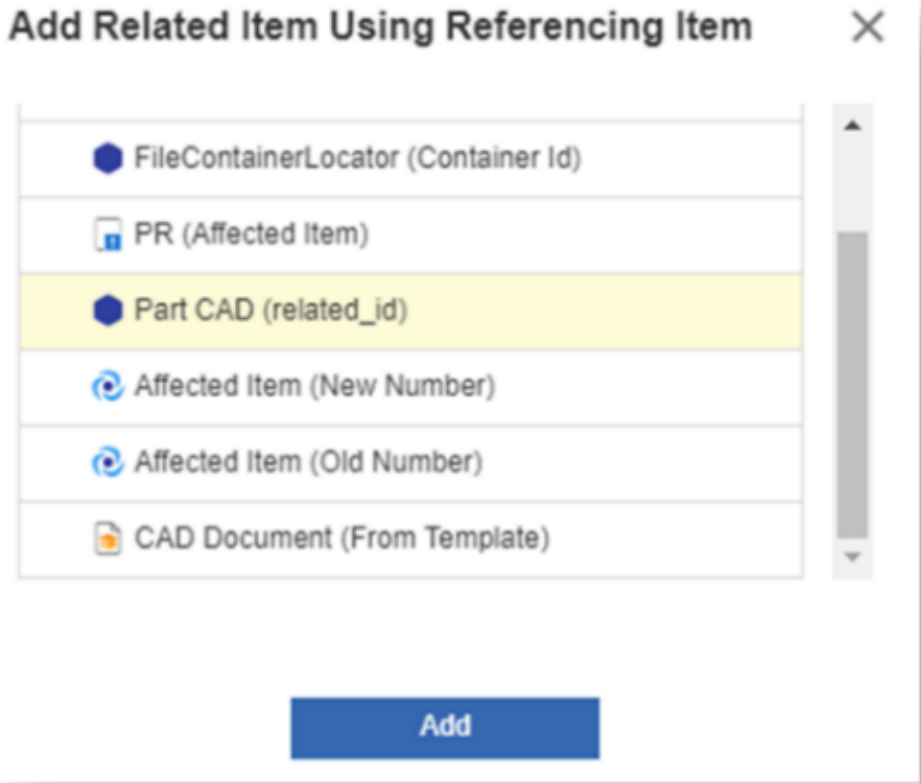 Add Related Item Using Referencing Item
FileContainerLocator (Container Id)
PR (Affected Item)
Part CAD (related_id)
Affected Item (New Number)
Affected Item (Old Number)
CAD Document (From Template)
Add